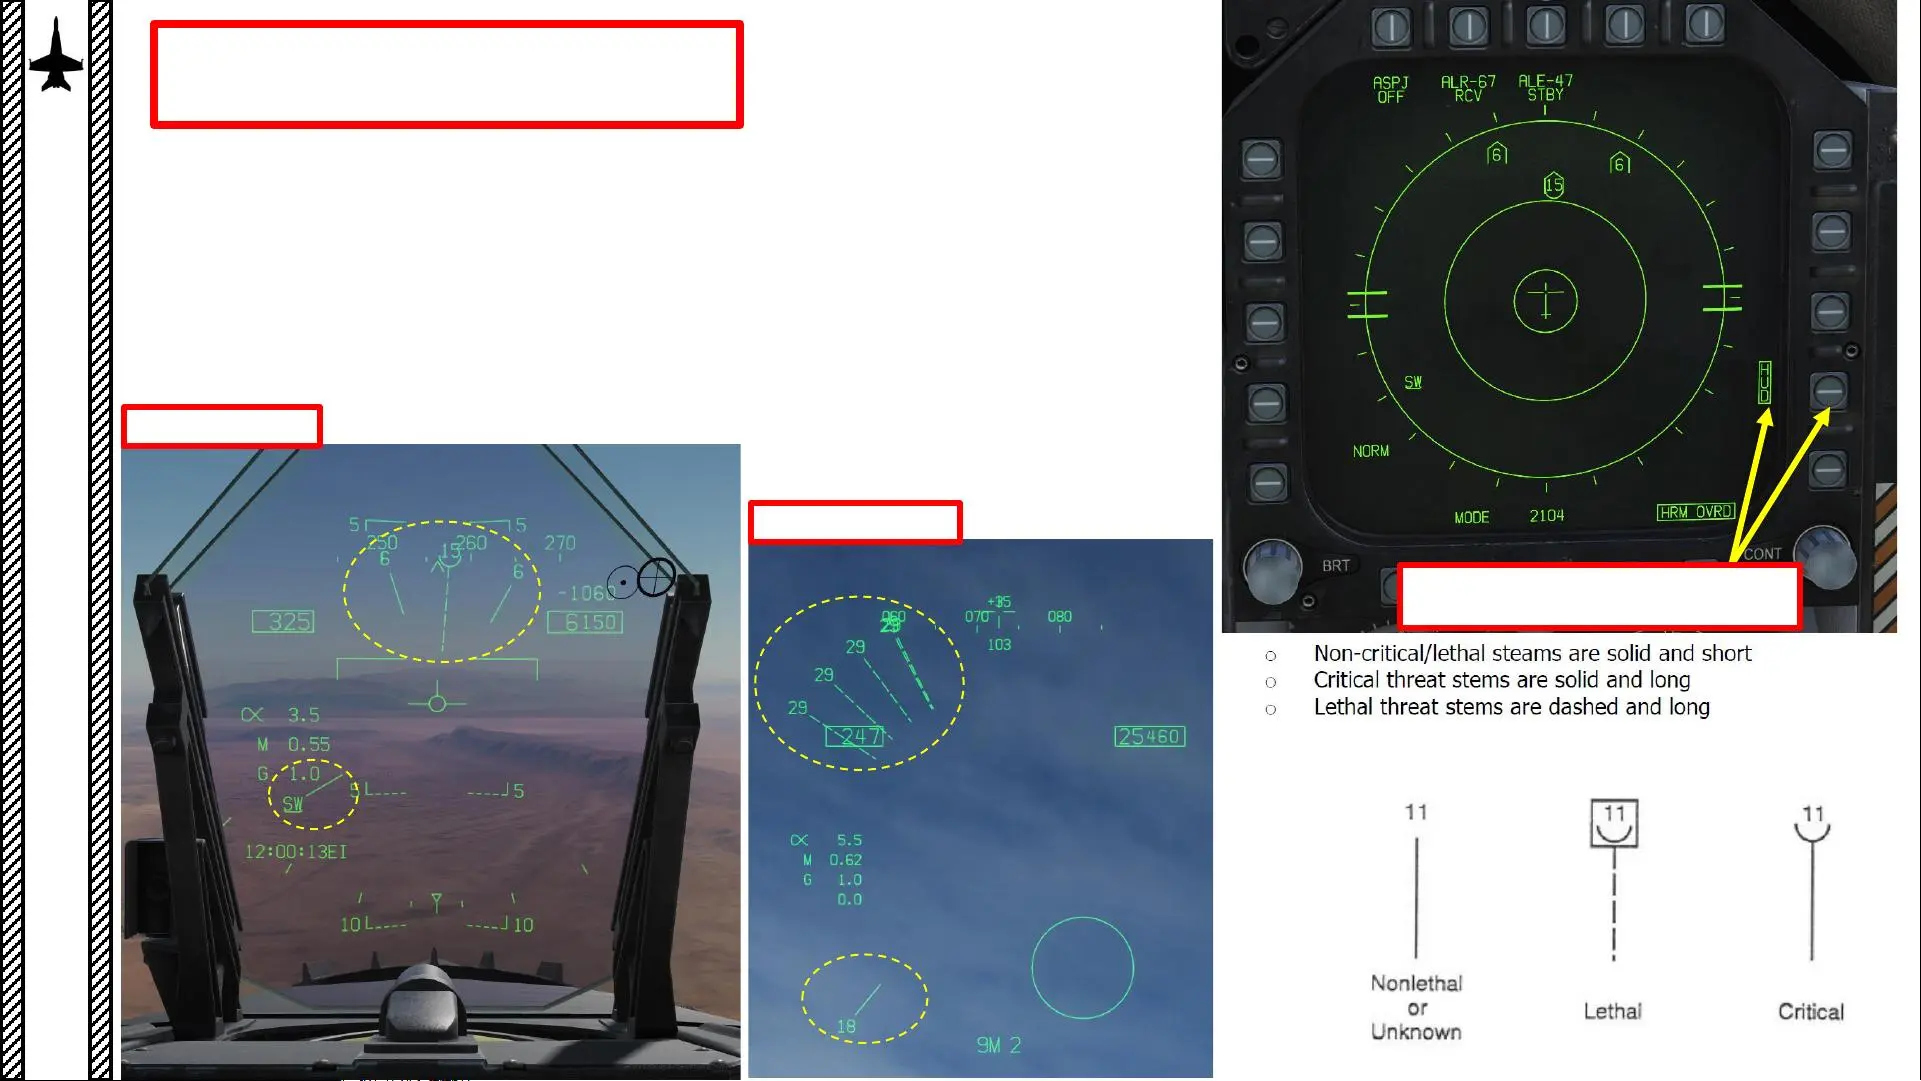 ASPJ ALR-67 ALE-47
OFF RCV STBY
6
6
15
SW
HUD
NORM
MODE 2104 HRM OVRD
BRT
CONT
5 5
250 260 270
15
6 6
-1060
325 6150
α 3.5
M 0.55
G 1.0
SW
5 5
12:00:13EI
10 10
060 070 080
+35
103
29
29
29
29
247 25460
α 5.5
M 0.62
G 1.0
0.0
18
9M 2
○ Non-critical/lethal steams are solid and short
○ Critical threat stems are solid and long
○ Lethal threat stems are dashed and long
11 11 11
Nonlethal
or
Unknown
Lethal
Critical